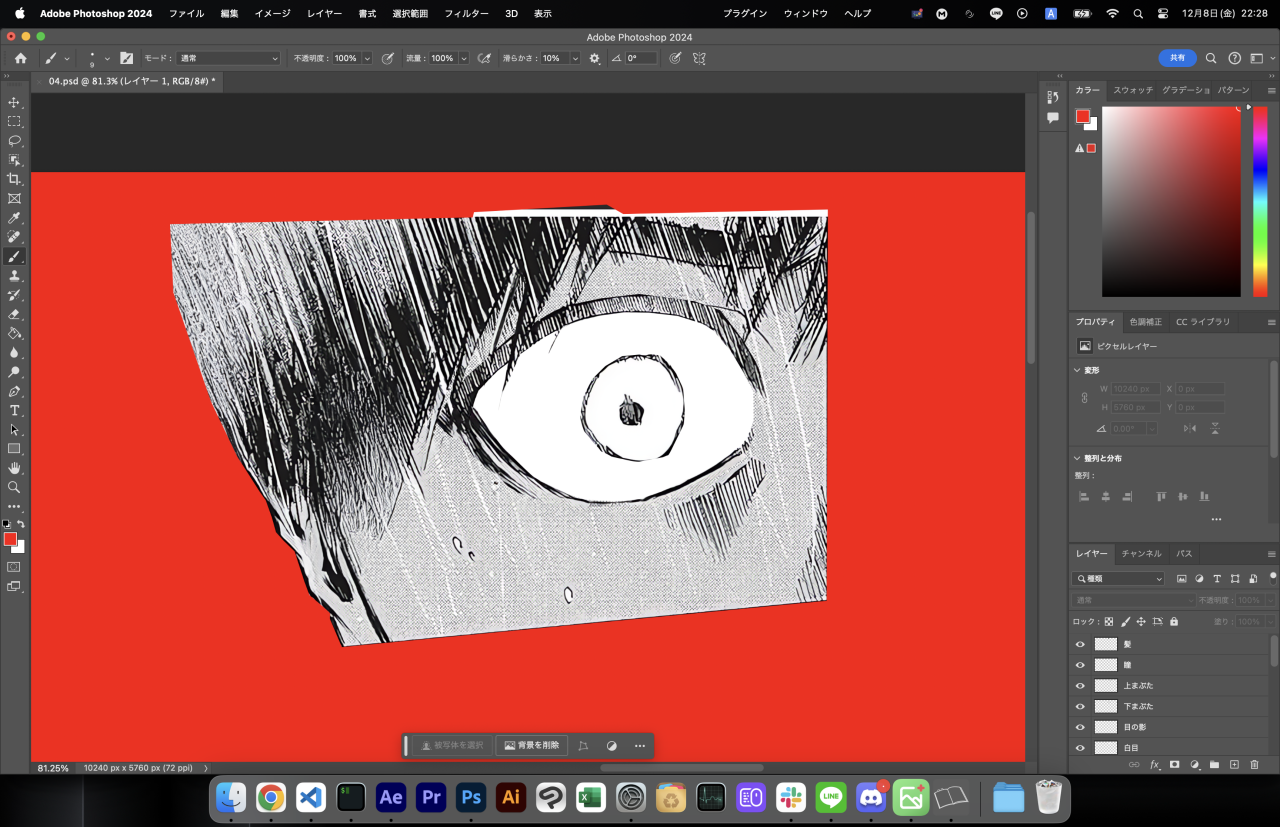 Adobe Photoshop 2024 ファイル 編集 イメージ レイヤー 書式 選択範囲 フィルター 3D 表示 プラグイン ウィンドウ ヘルプ A 12月8日(金) 22:28
Adobe Photoshop 2024
9 モード： 通常 不透明度： 100% 流量： 100% 滑らかさ： 10% 0° 共有
04.psd @ 81.3% (レイヤー 1, RGB/8#) *
カラー スウォッチ グラデーショ パターン
プロパティ 色調補正 CC ライブラリ
ピクセルレイヤー
変形
W 10240 px X 0 px
H 5760 px Y 0 px
0.00°
整列と分布
整列：
レイヤー チャンネル パス
種類
通常 不透明度： 100%
ロック： 塗り： 100%
髪
瞳
上まぶた
下まぶた
目の影
白目
fx
被写体を選択 背景を削除
81.25% 10240 px x 5760 px (72 ppi)
Ae Pr Ps Ai LINE